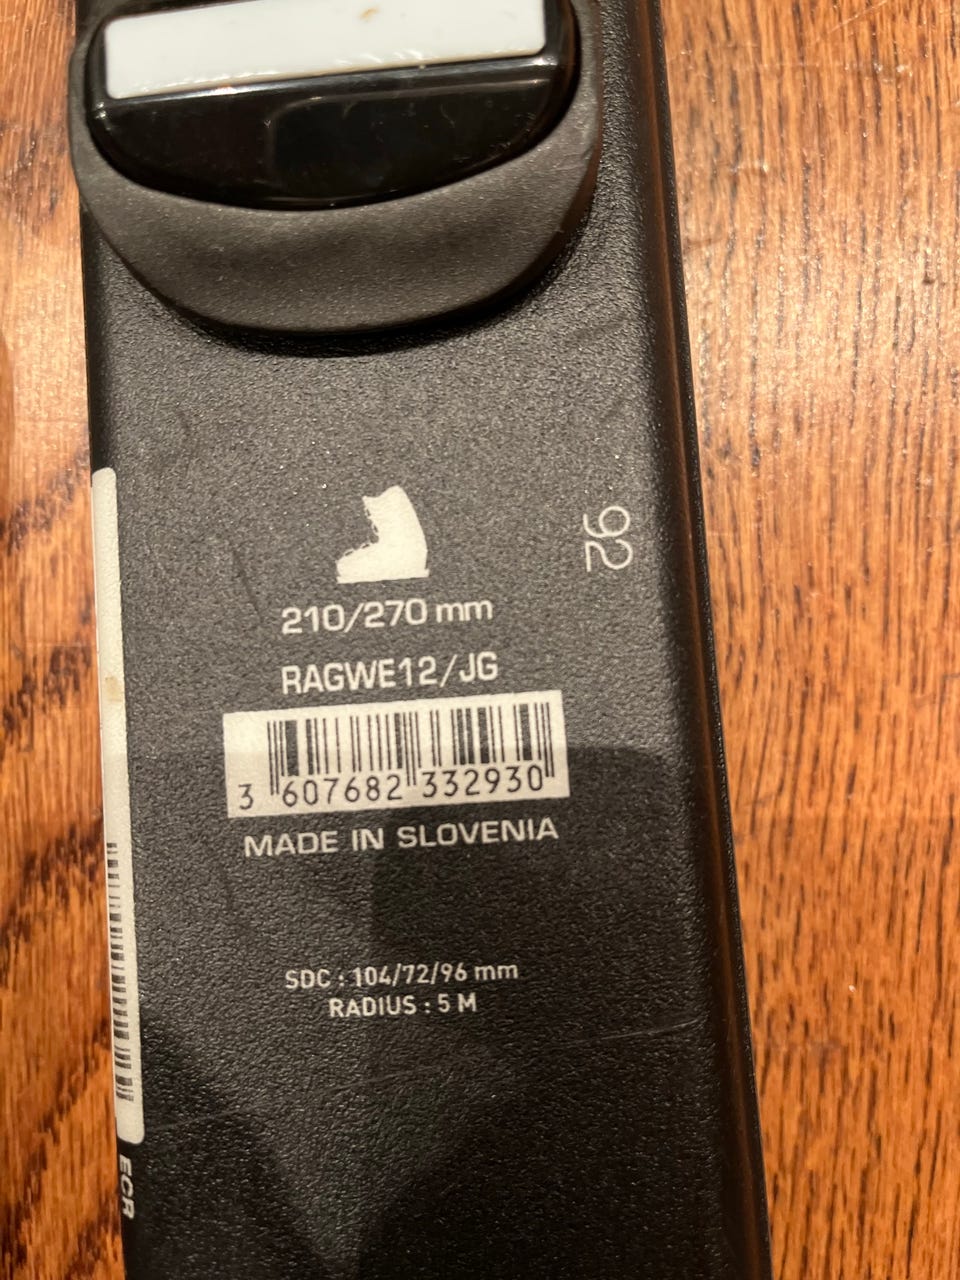 92
210/270 mm
RAGWE12/JG
3 607682 332930
MADE IN SLOVENIA
SDC : 104/72/96 mm
RADIUS : 5 M
ECR